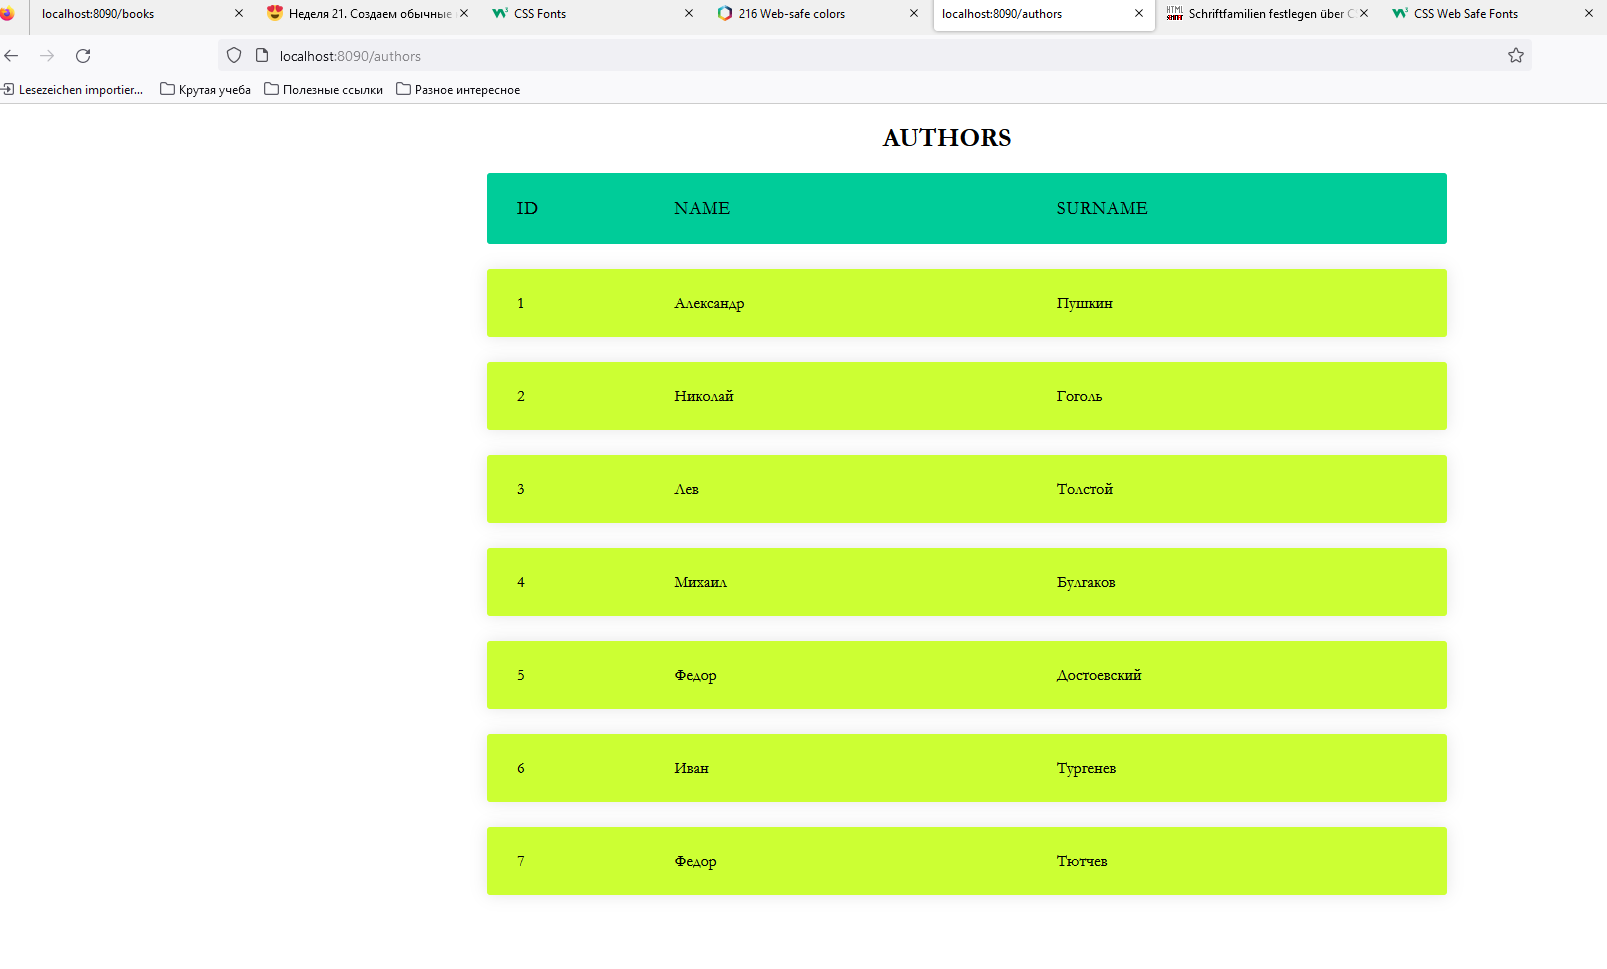 localhost:8090/books
Неделя 21. Создаем обычные
CSS Fonts
216 Web-safe colors
localhost:8090/authors
Schriftfamilien festlegen über C
CSS Web Safe Fonts
localhost:8090/authors
Lesezeichen importier...
Крутая учеба
Полезные ссылки
Разное интересное
AUTHORS
ID NAME SURNAME
1 Александр Пушкин
2 Николай Гоголь
3 Лев Толстой
4 Михаил Булгаков
5 Федор Достоевский
6 Иван Тургенев
7 Федор Тютчев